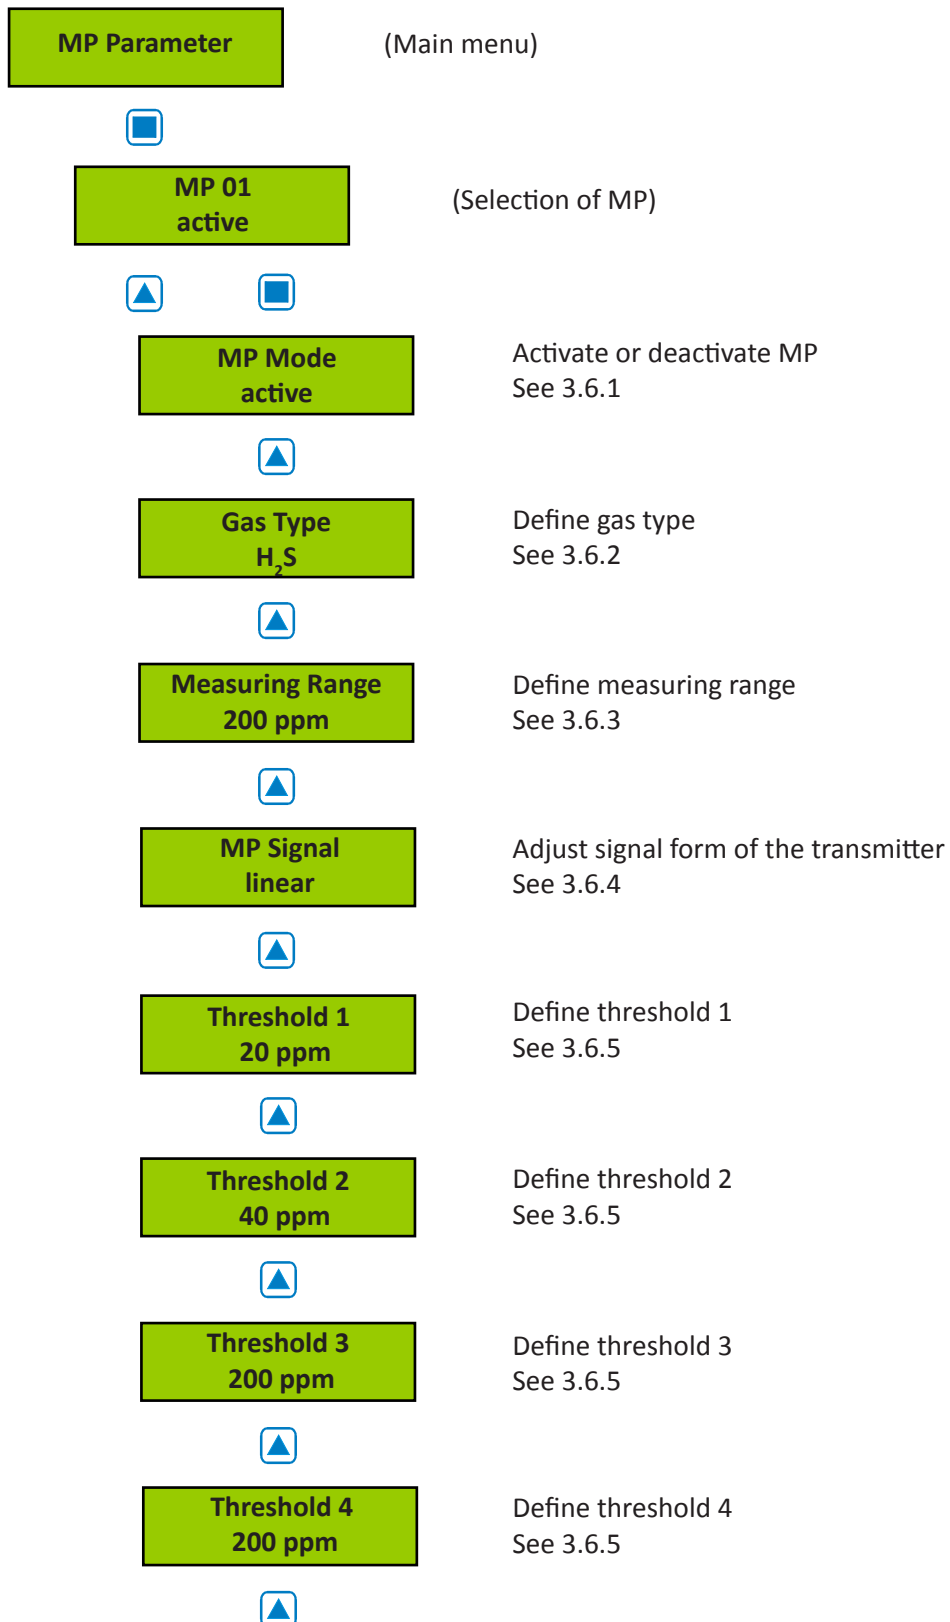 MP Parameter
(Main menu)
MP 01
active
(Selection of MP)
MP Mode
active
Activate or deactivate MP
See 3.6.1
Gas Type
H₂S
Define gas type
See 3.6.2
Measuring Range
200 ppm
Define measuring range
See 3.6.3
MP Signal
linear
Adjust signal form of the transmitter
See 3.6.4
Threshold 1
20 ppm
Define threshold 1
See 3.6.5
Threshold 2
40 ppm
Define threshold 2
See 3.6.5
Threshold 3
200 ppm
Define threshold 3
See 3.6.5
Threshold 4
200 ppm
Define threshold 4
See 3.6.5